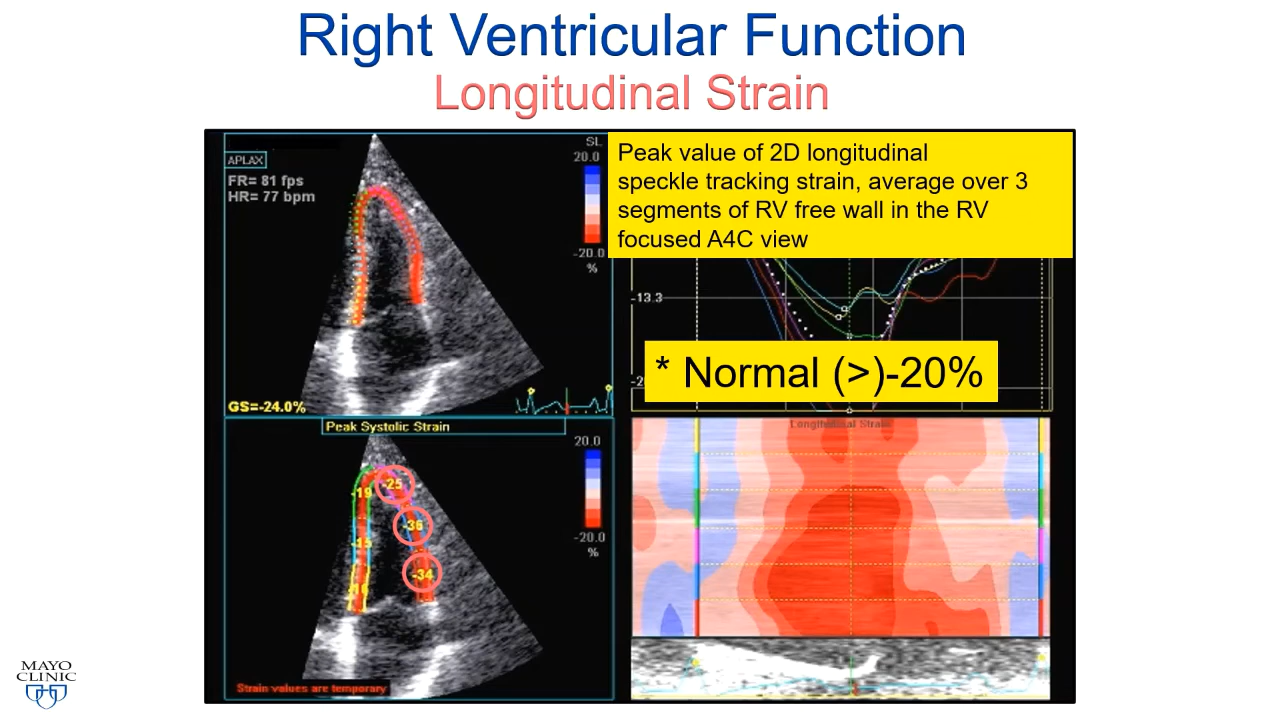 Right Ventricular Function
Longitudinal Strain
APLAX
FR= 81 fps
HR= 77 bpm
SL
20.0
-20.0
%
GS=-24.0%
Peak value of 2D longitudinal
speckle tracking strain, average over 3
segments of RV free wall in the RV
focused A4C view
-13.3
* Normal (>)-20%
Peak Systolic Strain
20.0
-20.0
%
-19
-25
-36
-34
Strain values are temporary
Longitudinal Strain
MAYO
CLINIC